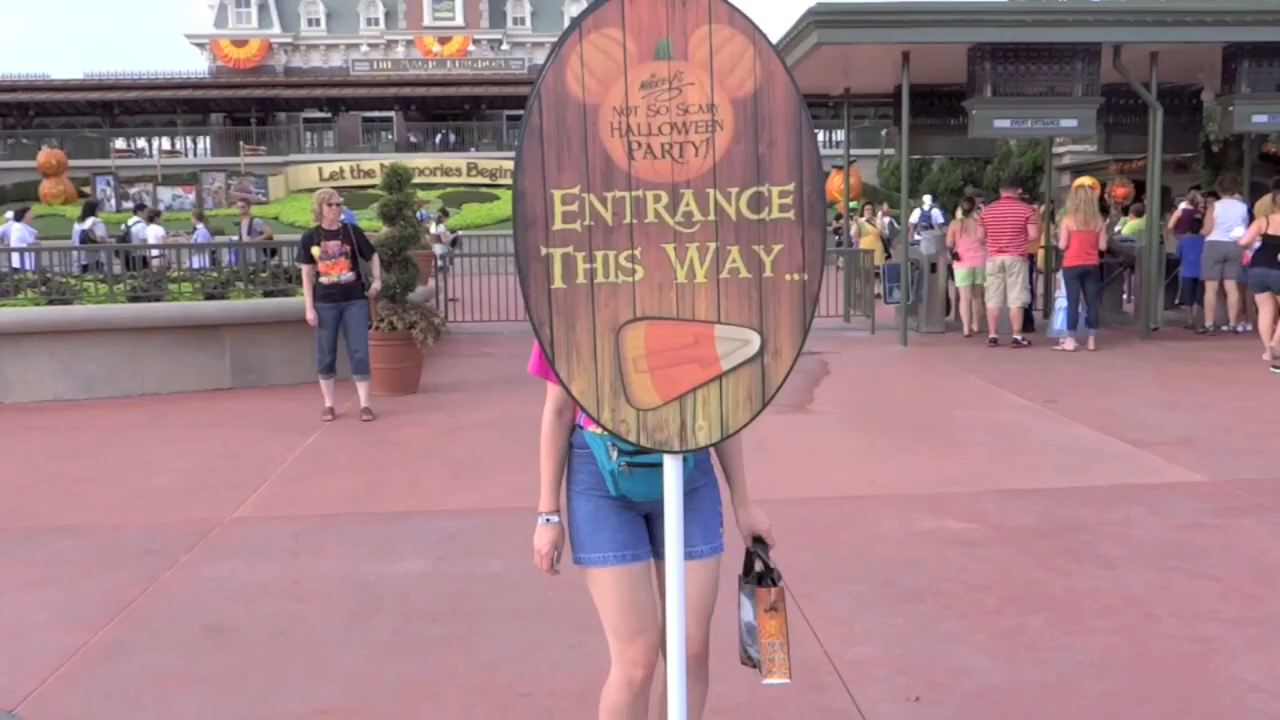 THE MAGIC KINGDOM
Let the Memories Begin
EVENT ENTRANCE
MICKEY'S
NOT SO SCARY
HALLOWEEN
PARTY!
ENTRANCE
THIS WAY...